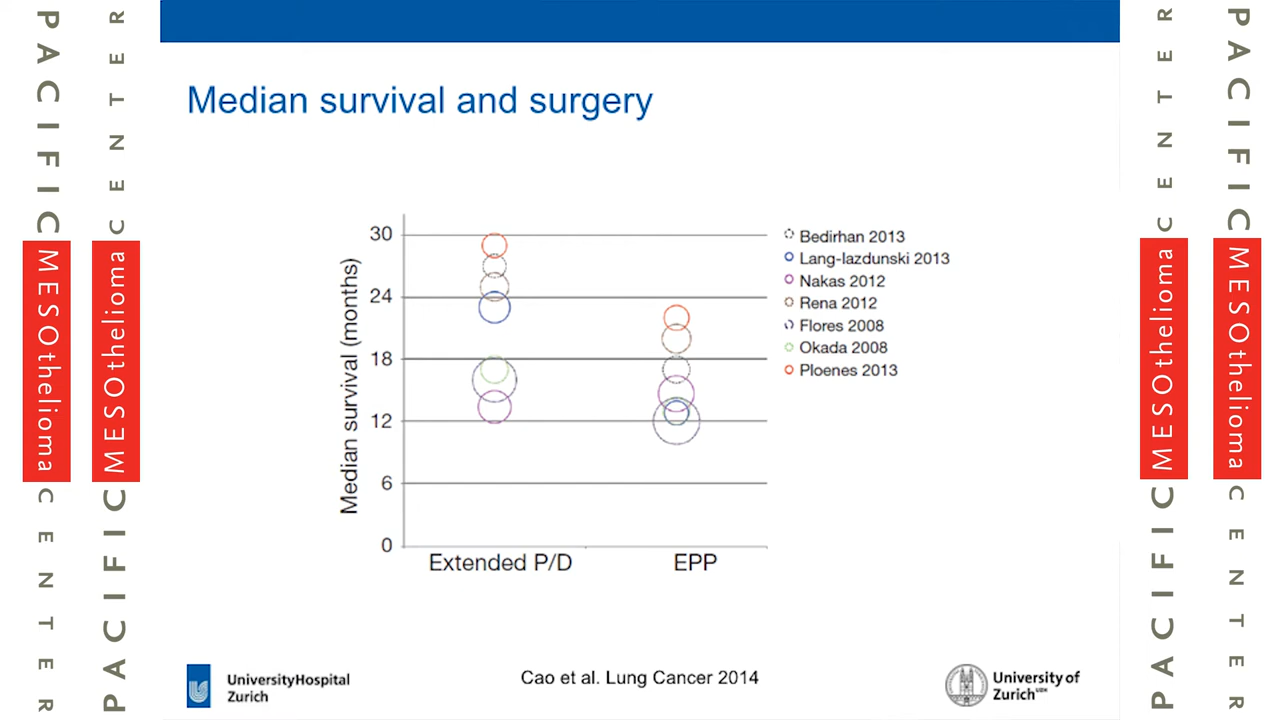 PACIFIC MESOthelioma CENTER
PACIFIC MESOthelioma CENTER
Median survival and surgery
Median survival (months)
30
24
18
12
6
0
Extended P/D
EPP
Bedirhan 2013
Lang-lazdunski 2013
Nakas 2012
Rena 2012
Flores 2008
Okada 2008
Ploenes 2013
UniversityHospital
Zurich
Cao et al. Lung Cancer 2014
University of
Zurich
PACIFIC MESOthelioma CENTER
PACIFIC MESOthelioma CENTER